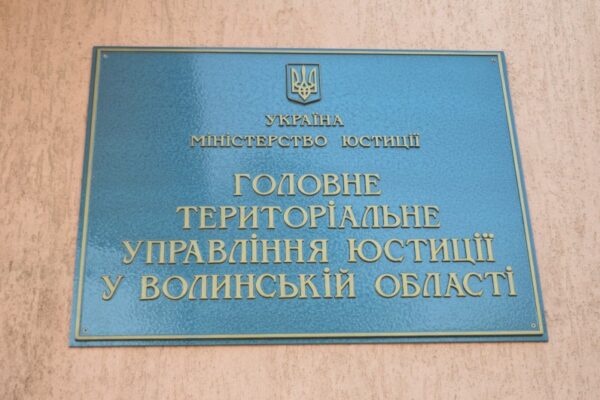 УКРАЇНА
МІНІСТЕРСТВО ЮСТИЦІЇ
ГОЛОВНЕ
ТЕРИТОРІАЛЬНЕ
УПРАВЛІННЯ ЮСТИЦІЇ
У ВОЛИНСЬКІЙ ОБЛАСТІ